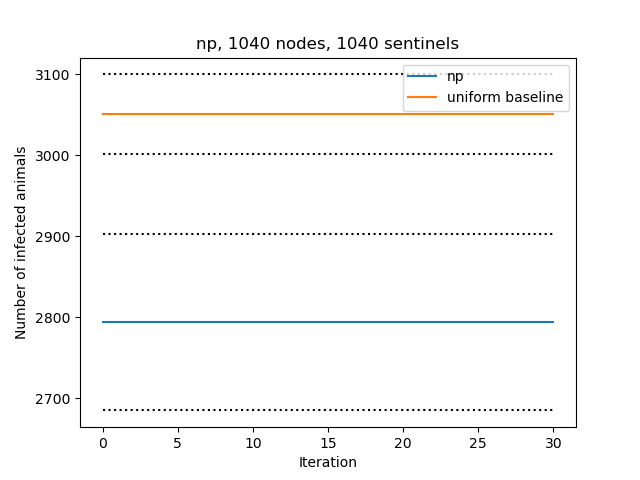 np, 1040 nodes, 1040 sentinels
3100
3000
2900
2800
2700
Number of infected animals
np
uniform baseline
0 5 10 15 20 25 30
Iteration